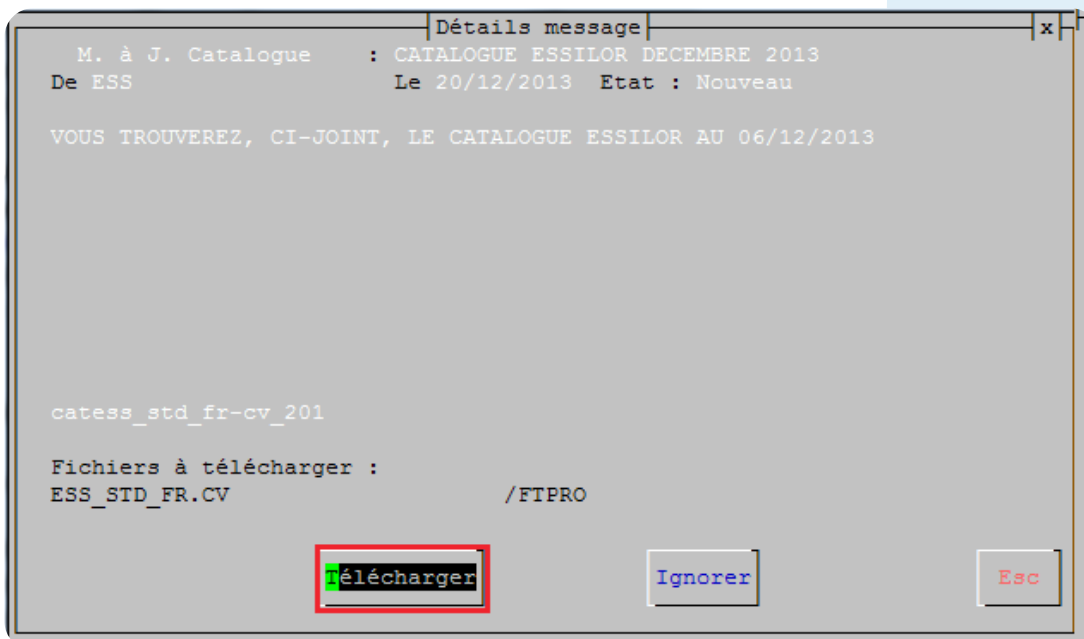 Détails message x
M. à J. Catalogue : CATALOGUE ESSILOR DECEMBRE 2013
De ESS Le 20/12/2013 Etat : Nouveau
VOUS TROUVEREZ, CI-JOINT, LE CATALOGUE ESSILOR AU 06/12/2013
catess_std_fr-cv_201
Fichiers à télécharger :
ESS_STD_FR.CV /FTPRO
Télécharger Ignorer Esc